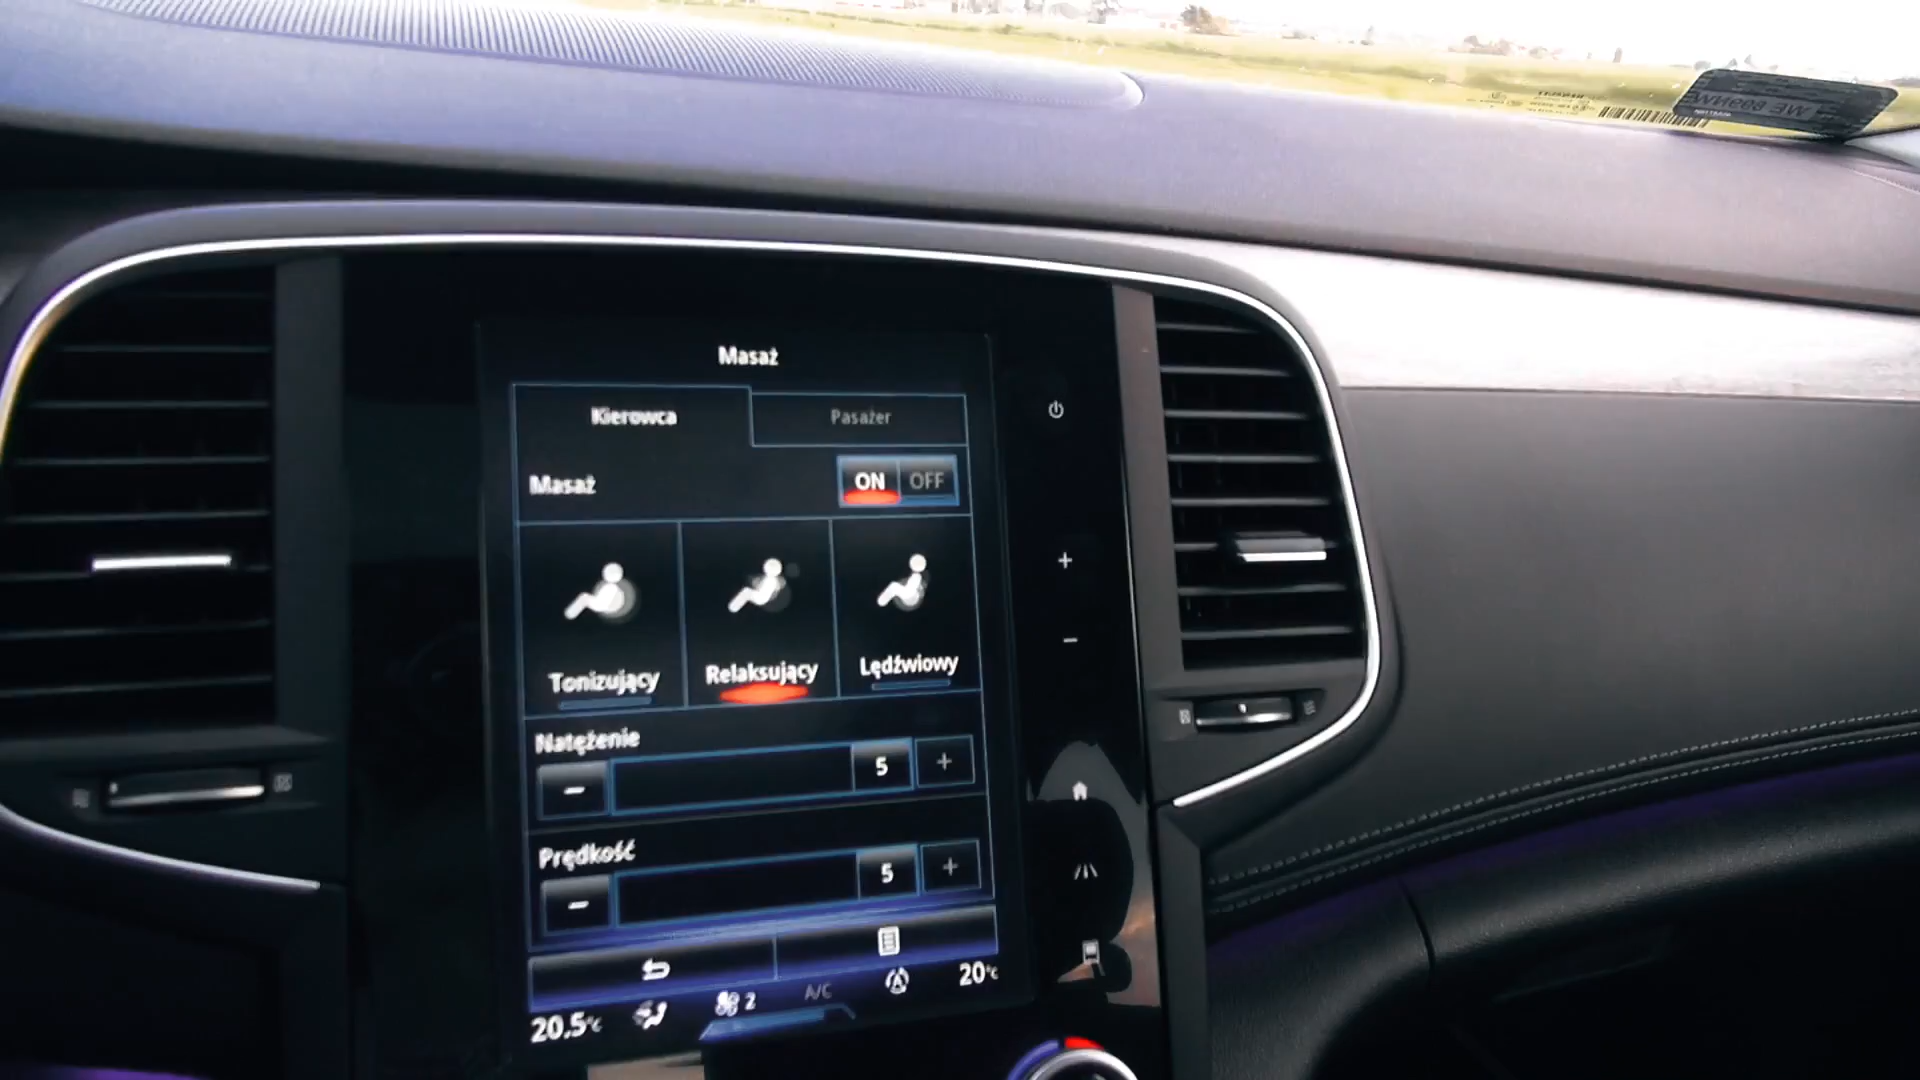 Masaż
Kierowca
Pasażer
Masaż
ON OFF
Tonizujący
Relaksujący
Lędźwiowy
Natężenie
− 5 +
Prędkość
− 5 +
20.5°C
2
A/C
20°C
+
−